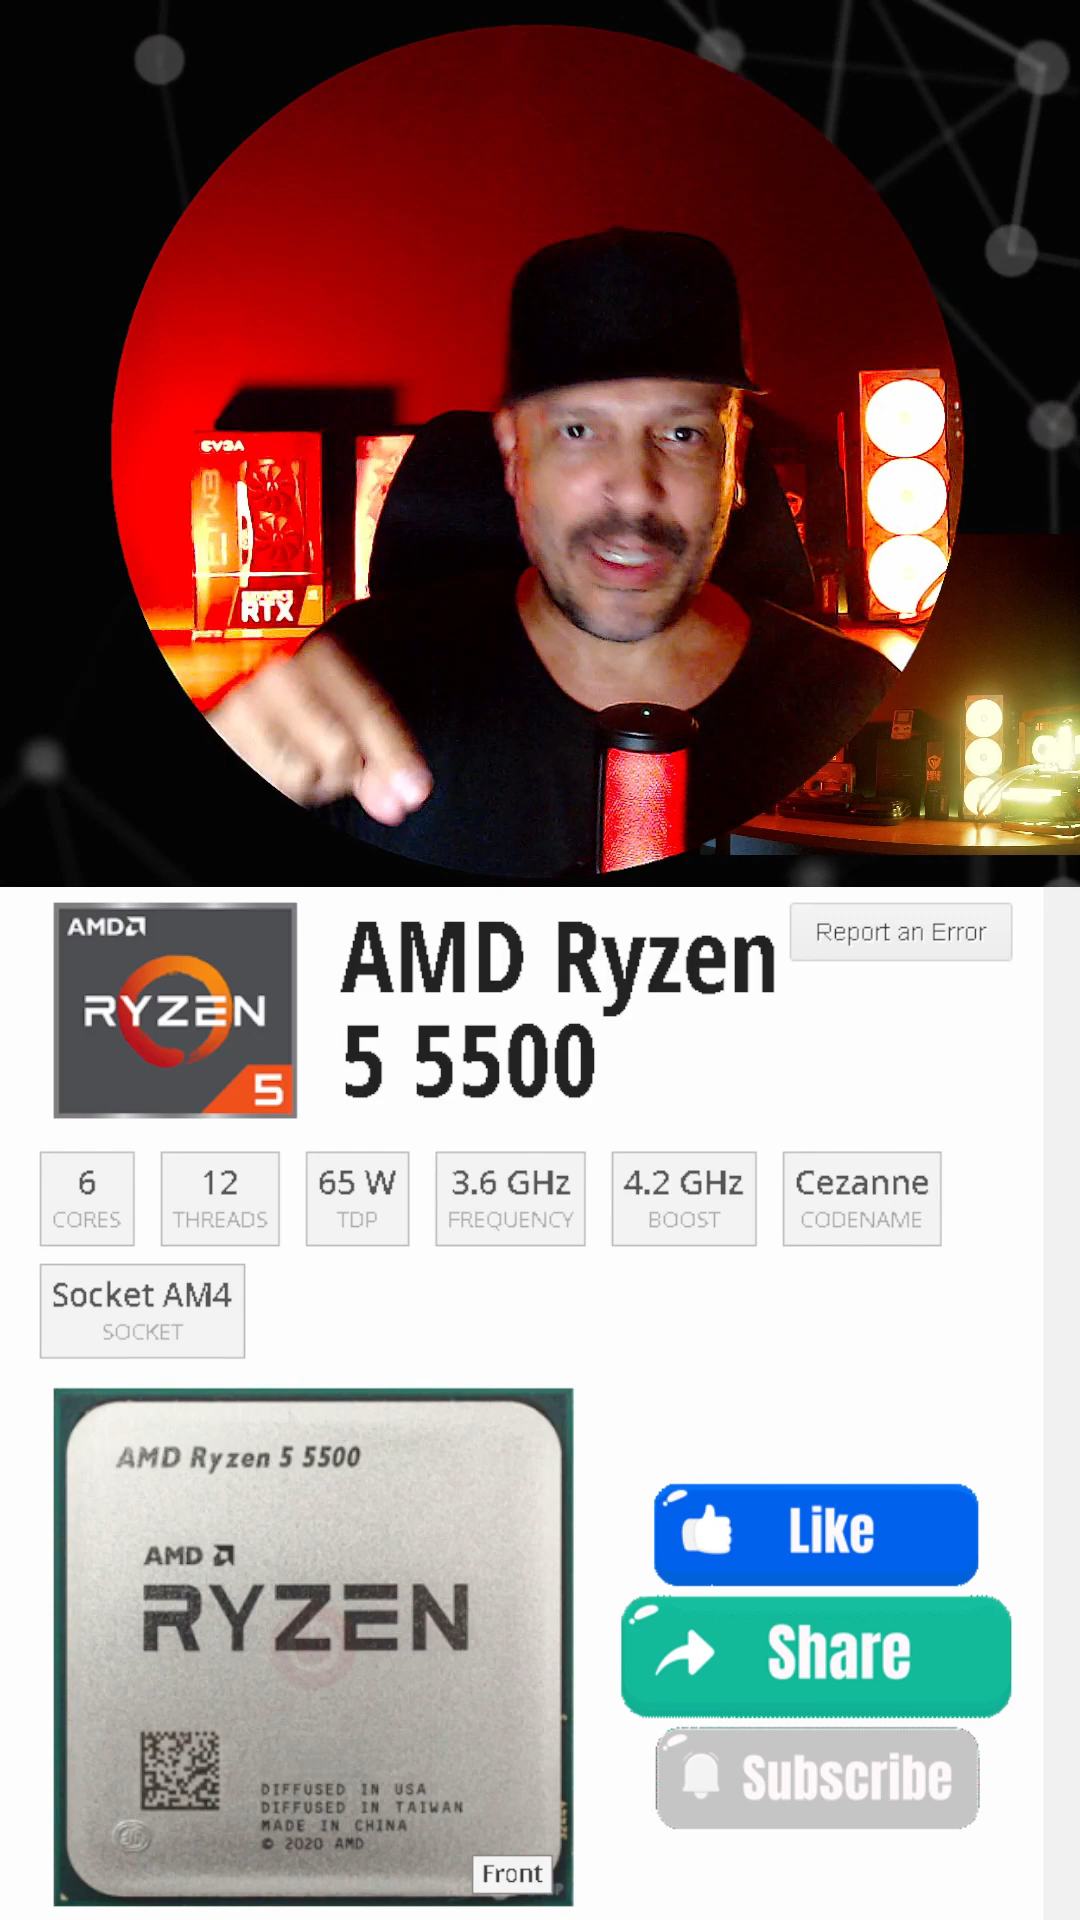 EVGA
GEFORCE
RTX
AMD
RYZEN
5
AMD Ryzen
5 5500
Report an Error
6
CORES
12
THREADS
65 W
TDP
3.6 GHz
FREQUENCY
4.2 GHz
BOOST
Cezanne
CODENAME
Socket AM4
SOCKET
AMD Ryzen 5 5500
AMD
RYZEN
DIFFUSED IN USA
DIFFUSED IN TAIWAN
MADE IN CHINA
© 2020 AMD
Front
Like
Share
Subscribe